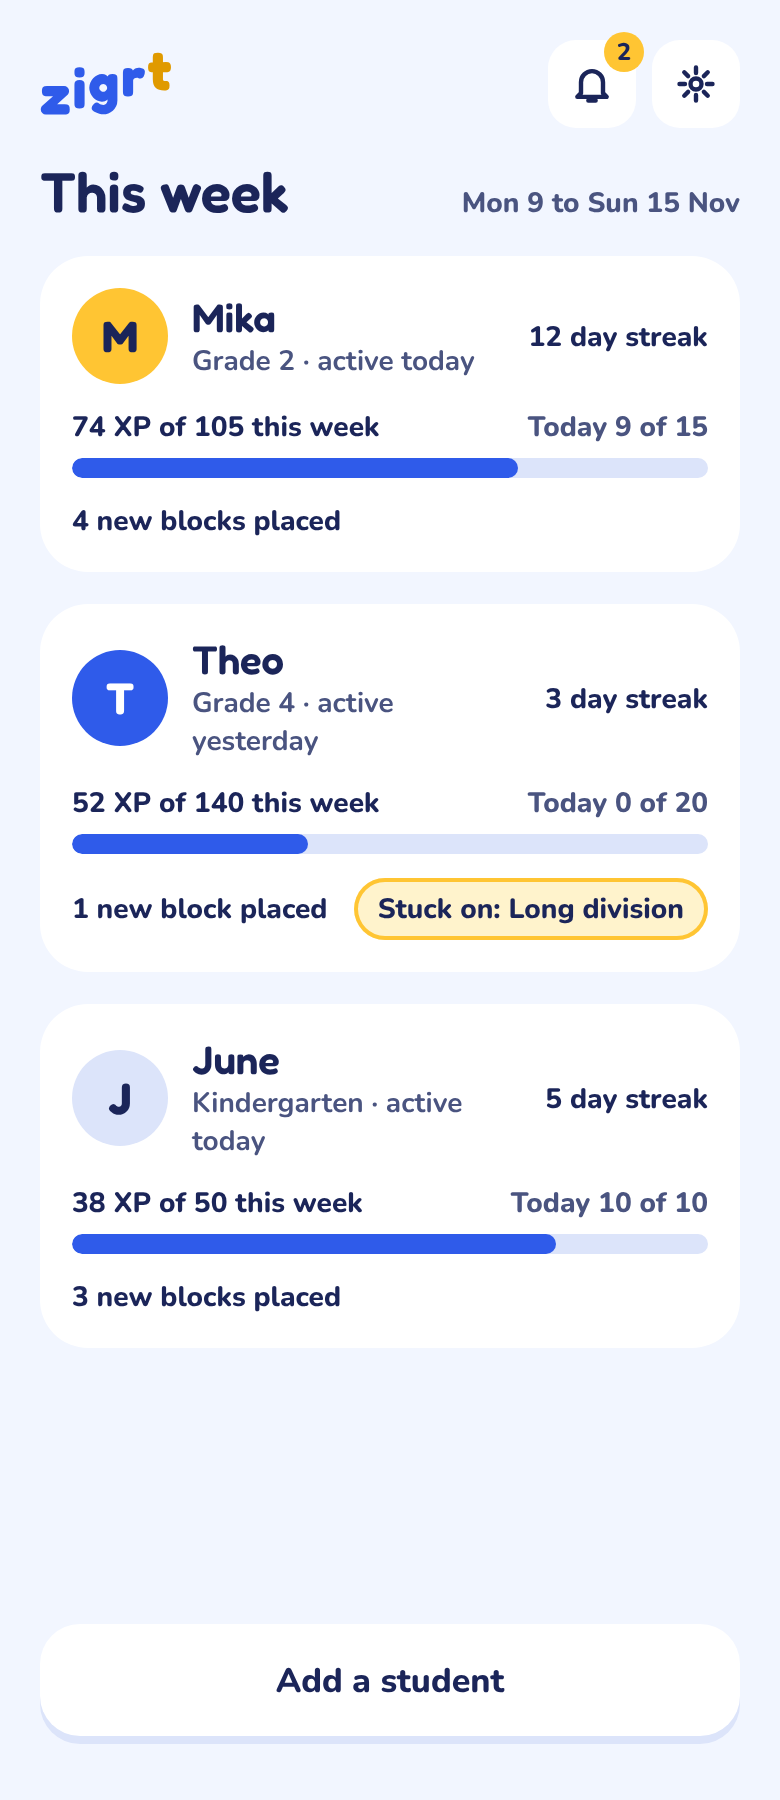 zigrt
2
This week
Mon 9 to Sun 15 Nov
M
Mika
Grade 2 · active today
12 day streak
74 XP of 105 this week
Today 9 of 15
4 new blocks placed
T
Theo
Grade 4 · active
yesterday
3 day streak
52 XP of 140 this week
Today 0 of 20
1 new block placed
Stuck on: Long division
J
June
Kindergarten · active
today
5 day streak
38 XP of 50 this week
Today 10 of 10
3 new blocks placed
Add a student